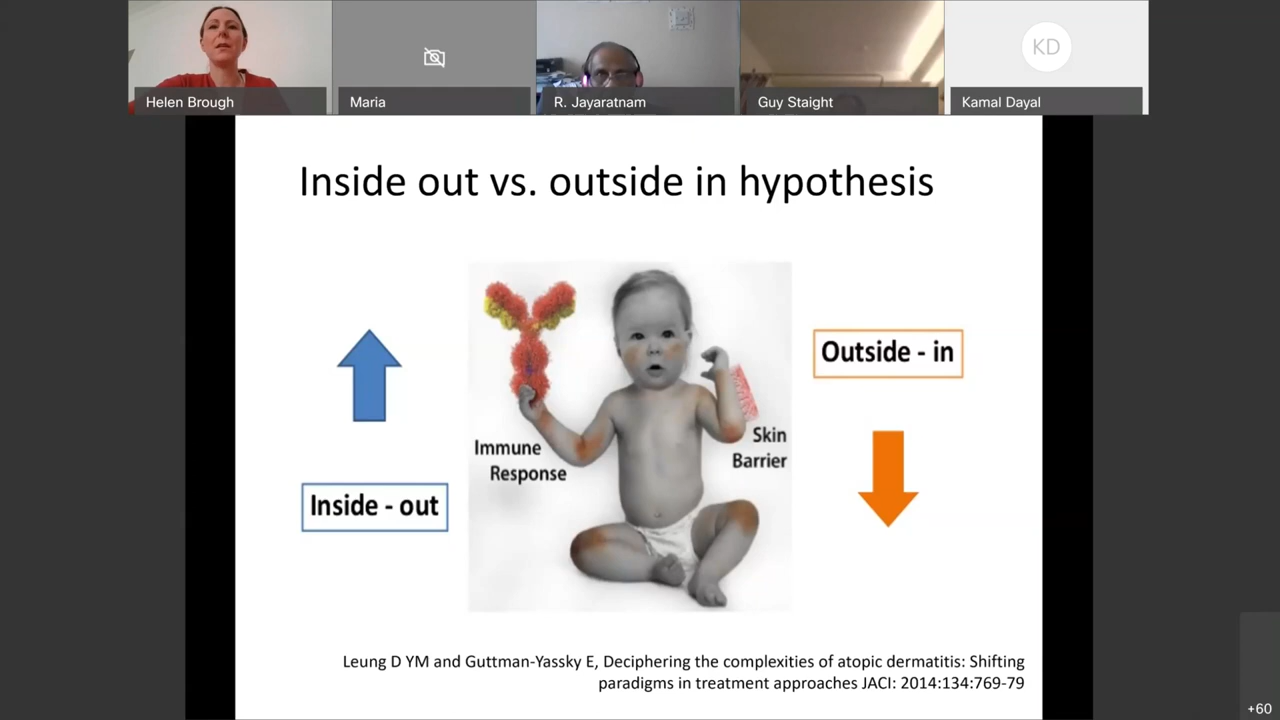 Helen Brough
Maria
R. Jayaratnam
Guy Staight
KD
Kamal Dayal
Inside out vs. outside in hypothesis
Outside - in
Immune
Response
Skin
Barrier
Inside - out
Leung D YM and Guttman-Yassky E, Deciphering the complexities of atopic dermatitis: Shifting
paradigms in treatment approaches JACI: 2014:134:769-79
+60